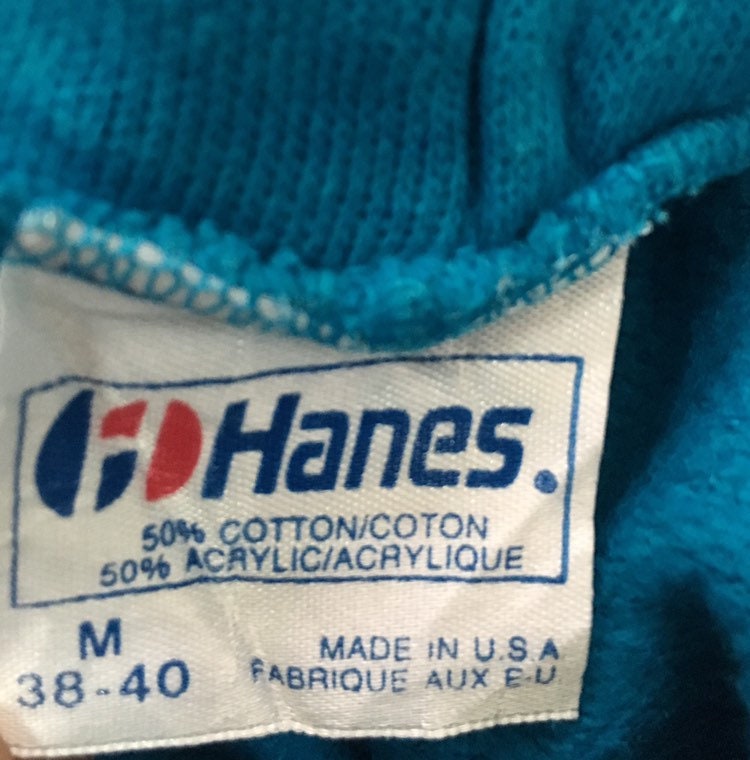 Hanes.
50% COTTON/COTON
50% ACRYLIC/ACRYLIQUE
M
38-40
MADE IN U.S.A
FABRIQUE AUX E-U